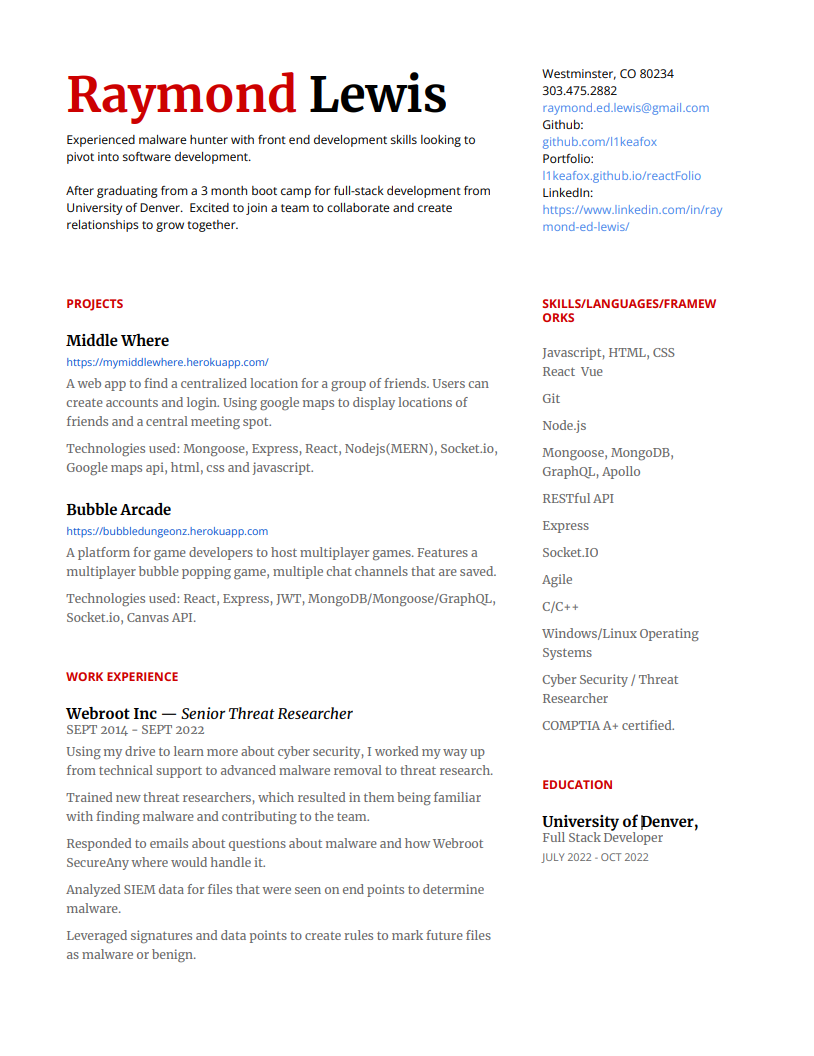 Raymond Lewis
Experienced malware hunter with front end development skills looking to
pivot into software development.
After graduating from a 3 month boot camp for full-stack development from
University of Denver.  Excited to join a team to collaborate and create
relationships to grow together.
Westminster, CO 80234
303.475.2882
raymond.ed.lewis@gmail.com
Github:
github.com/l1keafox
Portfolio:
l1keafox.github.io/reactFolio
LinkedIn:
https://www.linkedin.com/in/ray
mond-ed-lewis/
PROJECTS
Middle Where
https://mymiddlewhere.herokuapp.com/
A web app to find a centralized location for a group of friends. Users can
create accounts and login. Using google maps to display locations of
friends and a central meeting spot.
Technologies used: Mongoose, Express, React, Nodejs(MERN), Socket.io,
Google maps api, html, css and javascript.
Bubble Arcade
https://bubbledungeonz.herokuapp.com
A platform for game developers to host multiplayer games. Features a
multiplayer bubble popping game, multiple chat channels that are saved.
Technologies used: React, Express, JWT, MongoDB/Mongoose/GraphQL,
Socket.io, Canvas API.
WORK EXPERIENCE
Webroot Inc — Senior Threat Researcher
SEPT 2014 - SEPT 2022
Using my drive to learn more about cyber security, I worked my way up
from technical support to advanced malware removal to threat research.
Trained new threat researchers, which resulted in them being familiar
with finding malware and contributing to the team.
Responded to emails about questions about malware and how Webroot
SecureAny where would handle it.
Analyzed SIEM data for files that were seen on end points to determine
malware.
Leveraged signatures and data points to create rules to mark future files
as malware or benign.
SKILLS/LANGUAGES/FRAMEW
ORKS
Javascript, HTML, CSS
React  Vue
Git
Node.js
Mongoose, MongoDB,
GraphQL, Apollo
RESTful API
Express
Socket.IO
Agile
C/C++
Windows/Linux Operating
Systems
Cyber Security / Threat
Researcher
COMPTIA A+ certified.
EDUCATION
University of Denver,
Full Stack Developer
JULY 2022 - OCT 2022